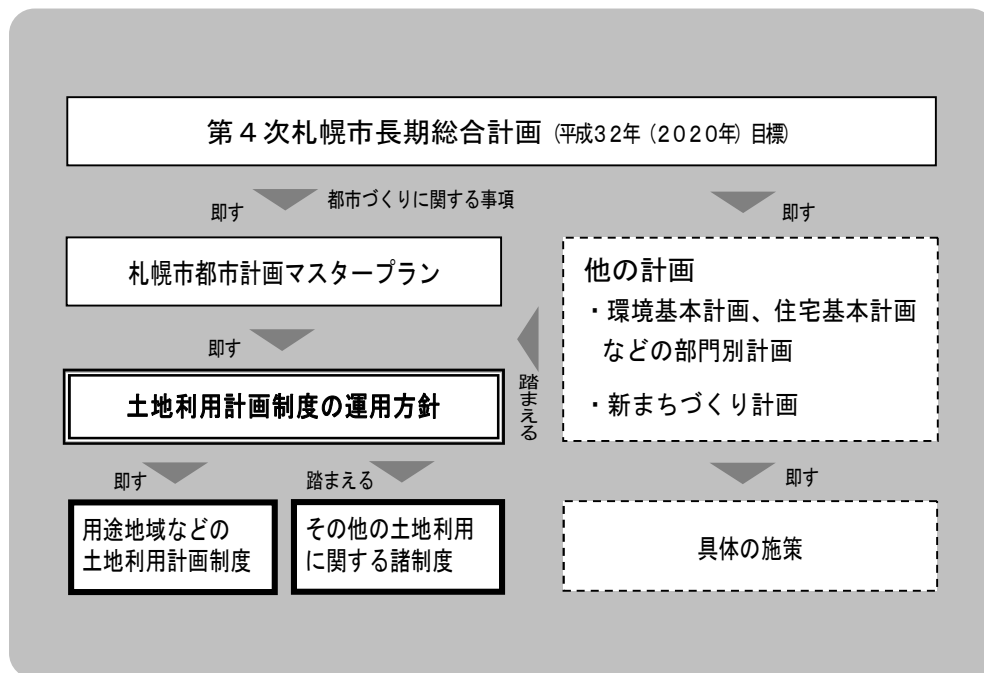 第４次札幌市長期総合計画 (平成32年（2020年）目標)
即す
都市づくりに関する事項
即す
札幌市都市計画マスタープラン
即す
土地利用計画制度の運用方針
踏まえる
他の計画
・環境基本計画、住宅基本計画
などの部門別計画
・新まちづくり計画
即す
踏まえる
即す
用途地域などの
土地利用計画制度
その他の土地利用
に関する諸制度
具体の施策